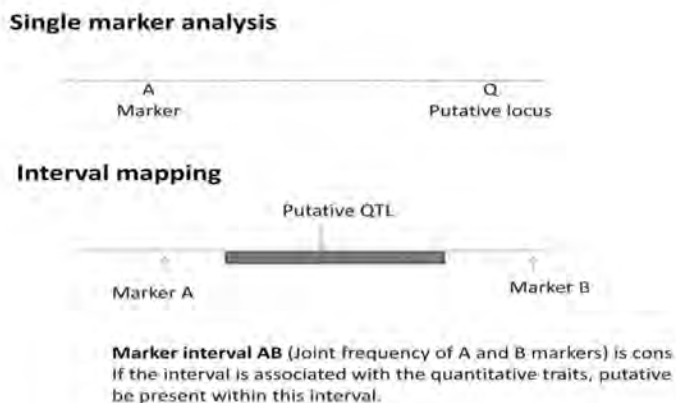 Single marker analysis
A Q
Marker Putative locus
Interval mapping
Putative QTL
Marker A Marker B
Marker interval AB (Joint frequency of A and B markers) is cons
If the interval is associated with the quantitative traits, putative
be present within this interval.